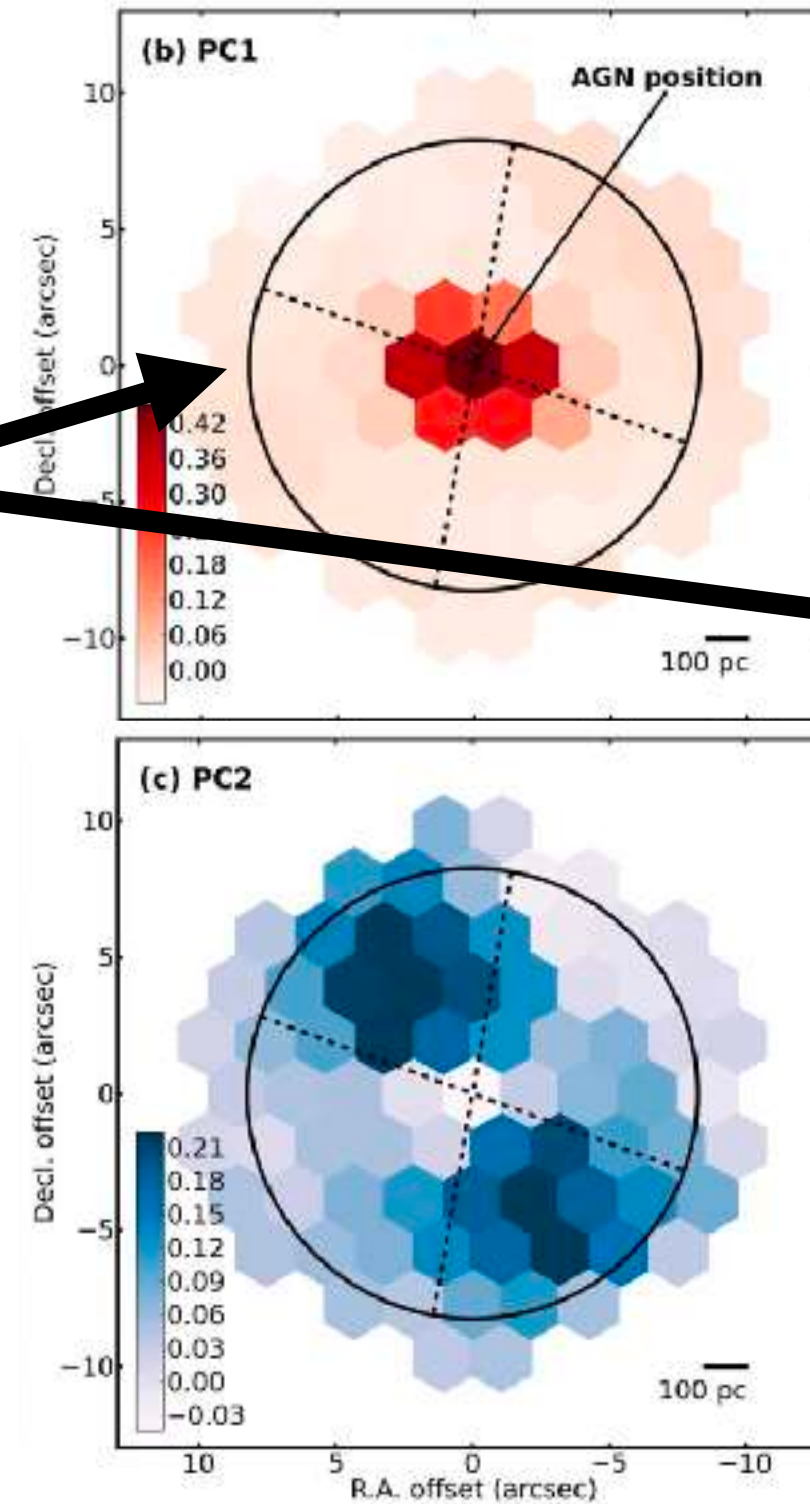 (b) PC1
AGN position
10
5
0
−5
−10
Decl. offset (arcsec)
0.42
0.36
0.30
0.18
0.12
0.06
0.00
100 pc
(c) PC2
10
5
0
−5
−10
Decl. offset (arcsec)
0.21
0.18
0.15
0.12
0.09
0.06
0.03
0.00
−0.03
100 pc
10 5 0 −5 −10
R.A. offset (arcsec)